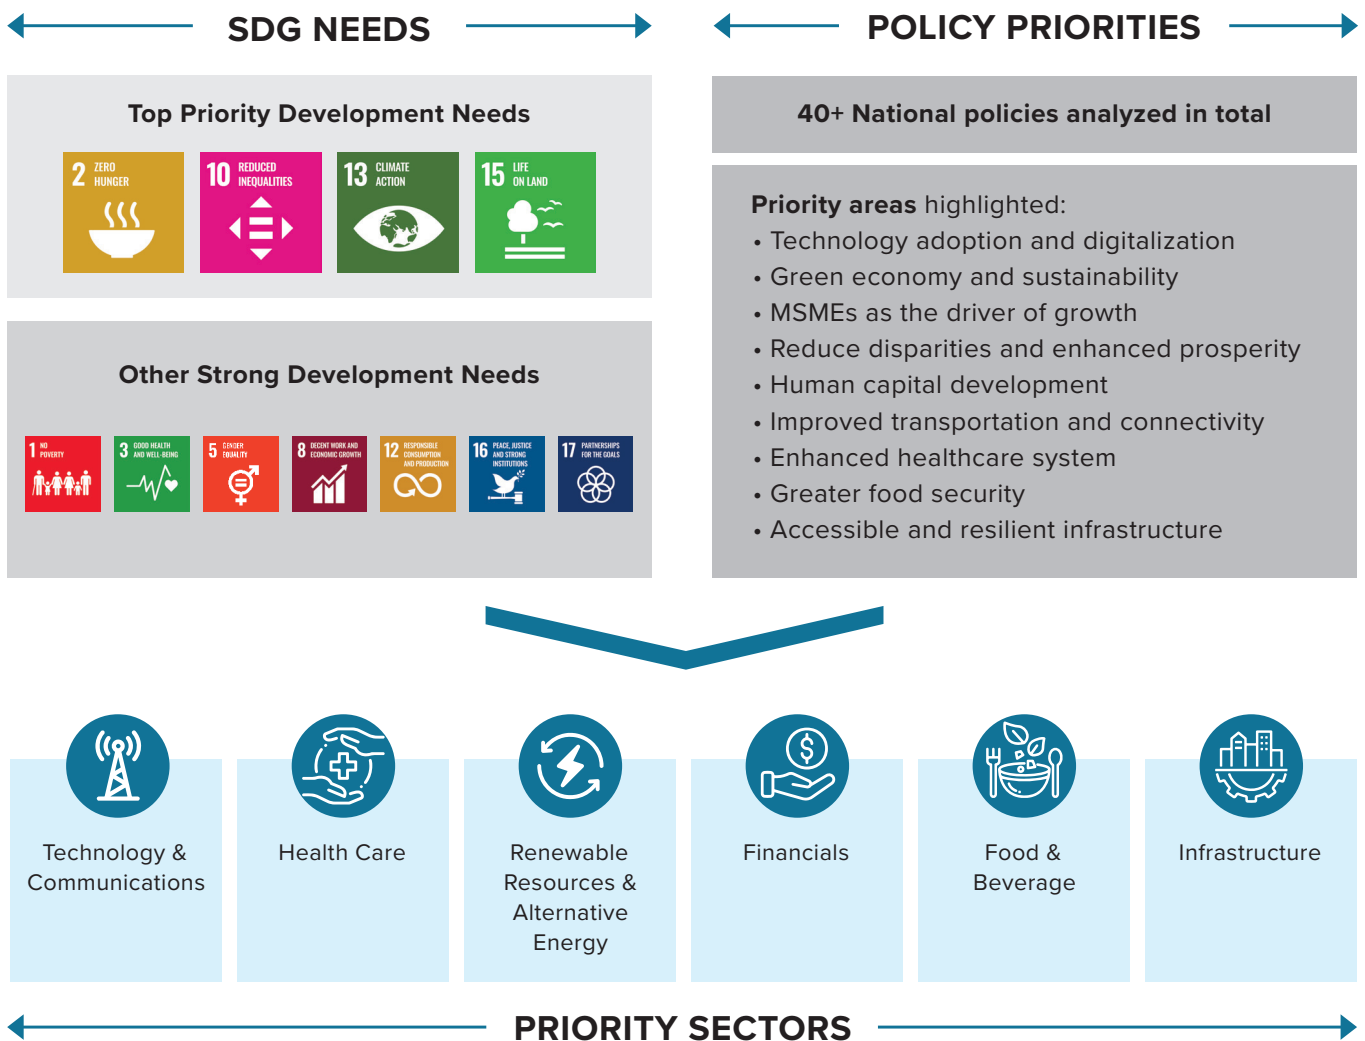 SDG NEEDS
Top Priority Development Needs
2 ZERO
HUNGER
10 REDUCED
INEQUALITIES
13 CLIMATE
ACTION
15 LIFE
ON LAND
Other Strong Development Needs
1 NO
POVERTY
3 GOOD HEALTH
AND WELL-BEING
5 GENDER
EQUALITY
8 DECENT WORK AND
ECONOMIC GROWTH
12 RESPONSIBLE
CONSUMPTION
AND PRODUCTION
16 PEACE, JUSTICE
AND STRONG
INSTITUTIONS
17 PARTNERSHIPS
FOR THE GOALS
POLICY PRIORITIES
40+ National policies analyzed in total
Priority areas highlighted:
• Technology adoption and digitalization
• Green economy and sustainability
• MSMEs as the driver of growth
• Reduce disparities and enhanced prosperity
• Human capital development
• Improved transportation and connectivity
• Enhanced healthcare system
• Greater food security
• Accessible and resilient infrastructure
Technology &
Communications
Health Care
Renewable
Resources &
Alternative
Energy
$
Financials
Food &
Beverage
Infrastructure
PRIORITY SECTORS